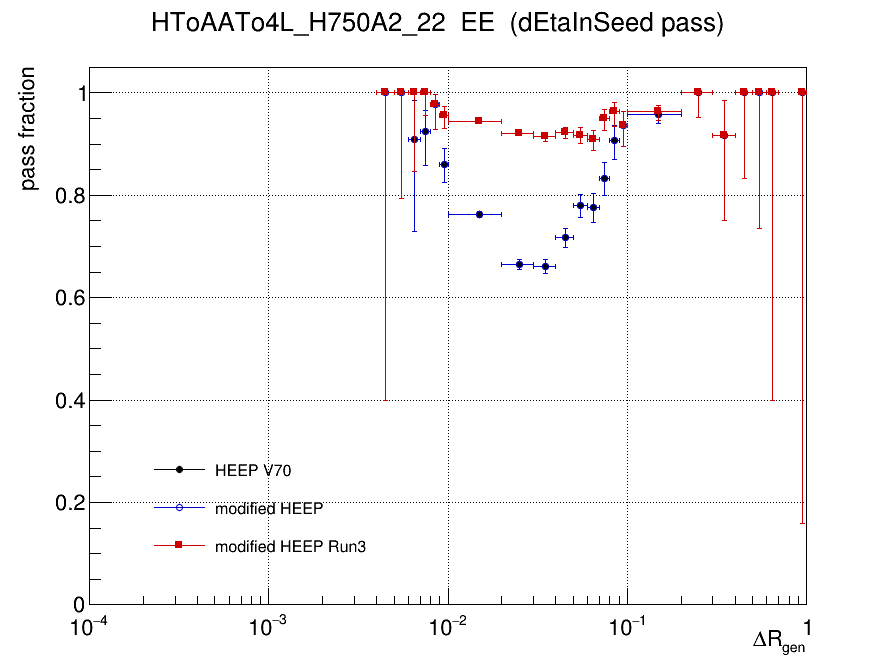 HToAATo4L_H750A2_22 EE (dEtaInSeed pass)
pass fraction
1
0.8
0.6
0.4
0.2
0
HEEP V70
modified HEEP
modified HEEP Run3
10⁻⁴ 10⁻³ 10⁻² 10⁻¹ 1
ΔR_gen